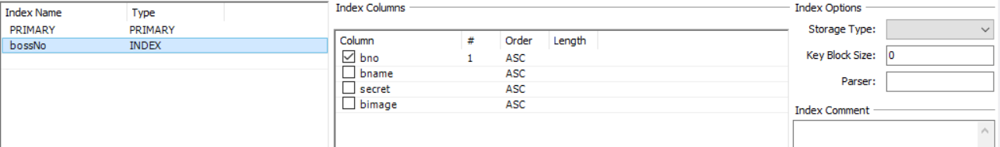 Index Name Type
PRIMARY PRIMARY
bossNo INDEX
Index Columns
Column # Order Length
bno 1 ASC
bname ASC
secret ASC
bimage ASC
Index Options
Storage Type:
Key Block Size: 0
Parser:
Index Comment